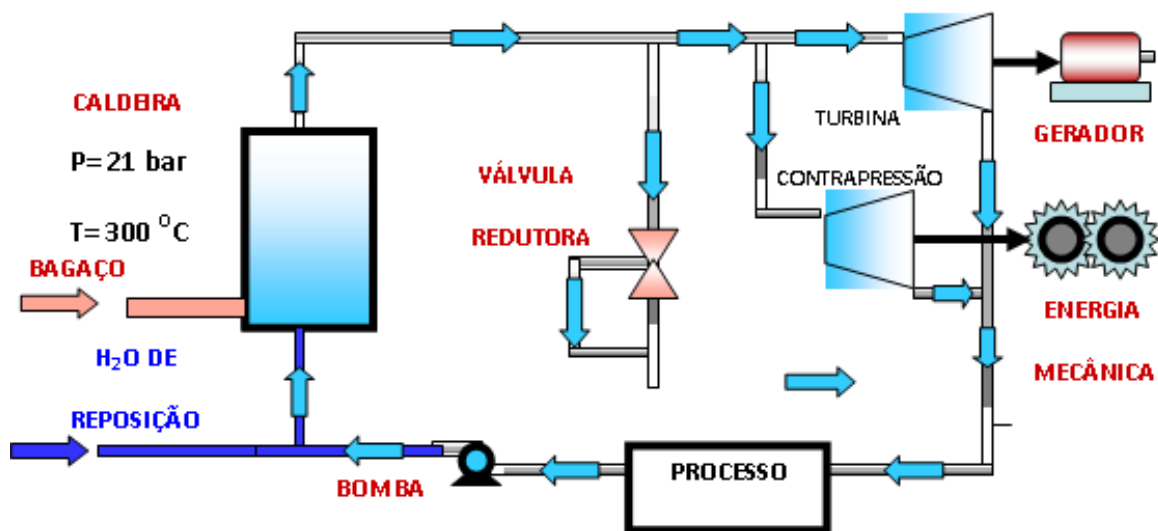 CALDEIRA
P=21 bar
T=300 °C
BAGAÇO
H₂O DE
REPOSIÇÃO
VÁLVULA
REDUTORA
TURBINA
CONTRAPRESSÃO
GERADOR
ENERGIA
MECÂNICA
PROCESSO
BOMBA